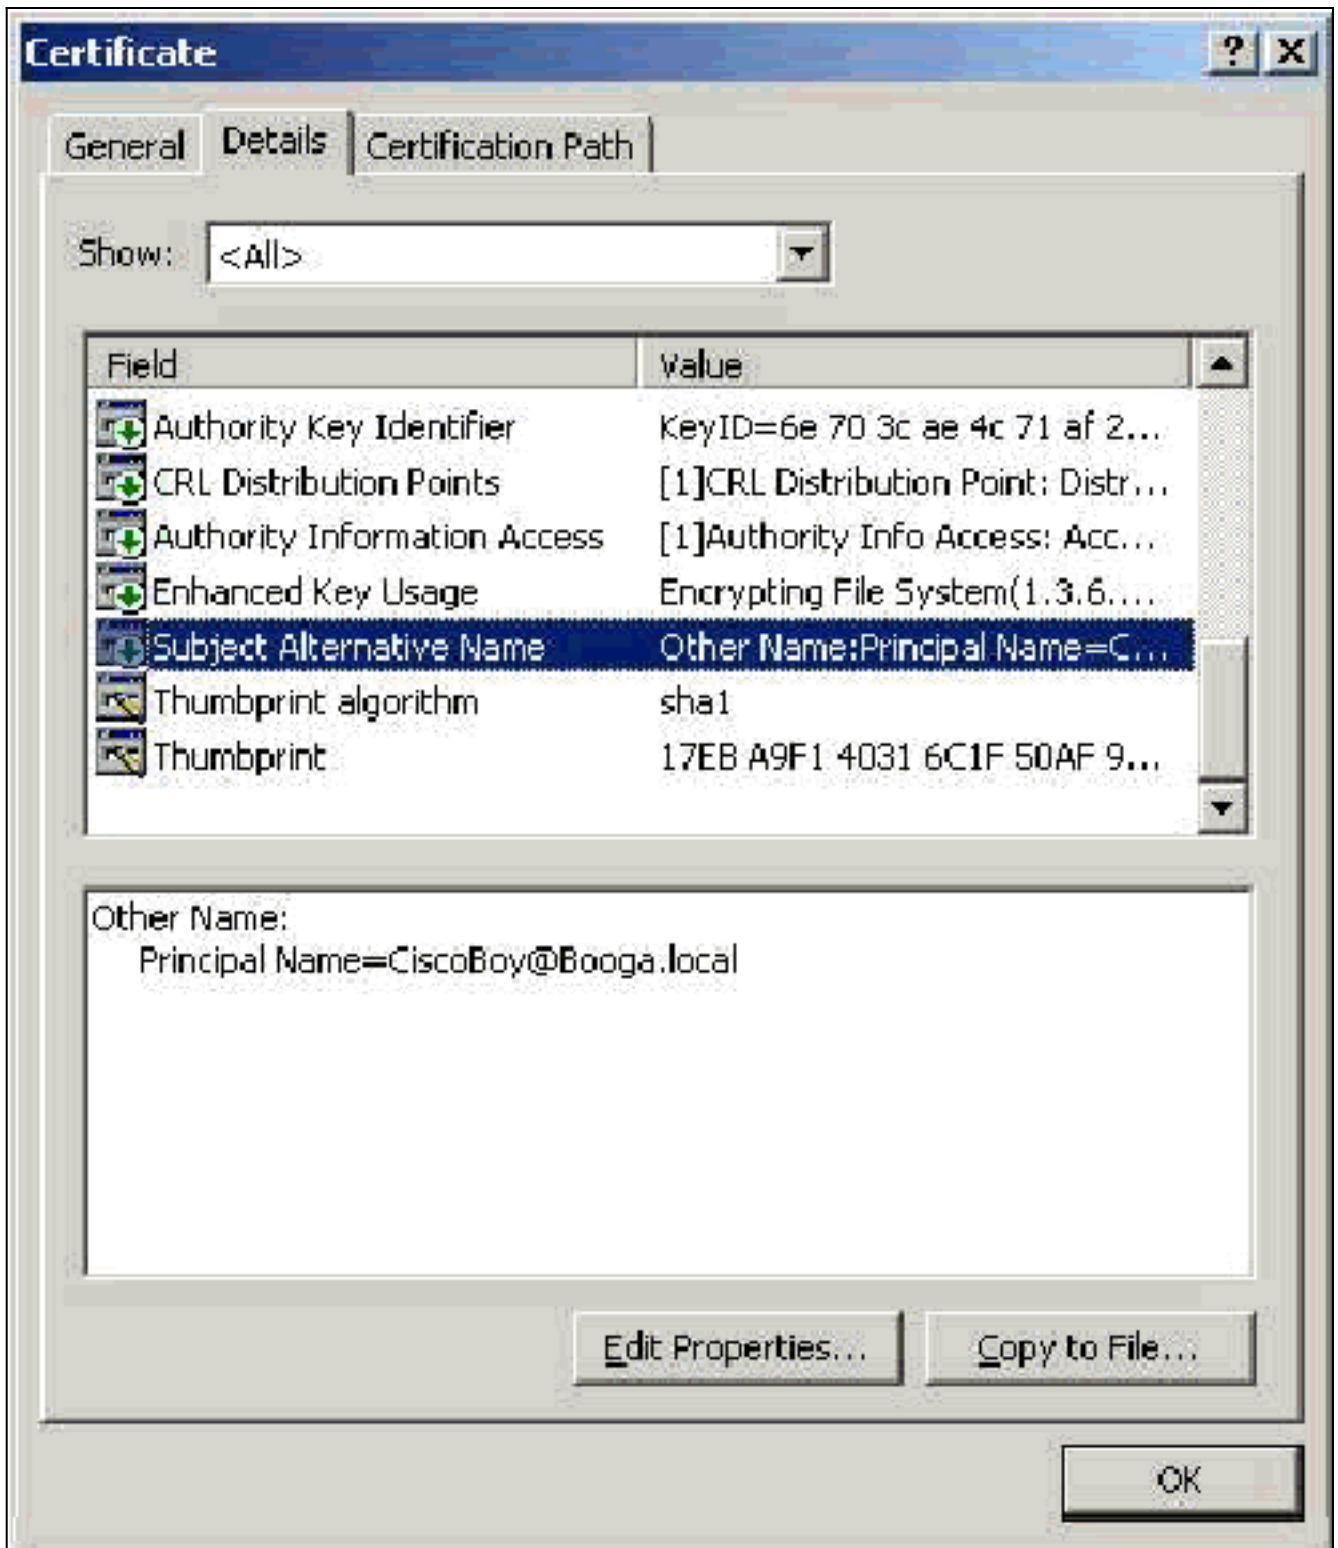 Certificate
General Details Certification Path
Show: <All>
Field Value
Authority Key Identifier KeyID=6e 70 3c ae 4c 71 af 2...
CRL Distribution Points [1]CRL Distribution Point: Distr...
Authority Information Access [1]Authority Info Access: Acc...
Enhanced Key Usage Encrypting File System(1.3.6....
Subject Alternative Name Other Name:Principal Name=C...
Thumbprint algorithm sha1
Thumbprint 17EB A9F1 4031 6C1F 50AF 9...
Other Name:
Principal Name=CiscoBoy@Booga.local
Edit Properties... Copy to File...
OK